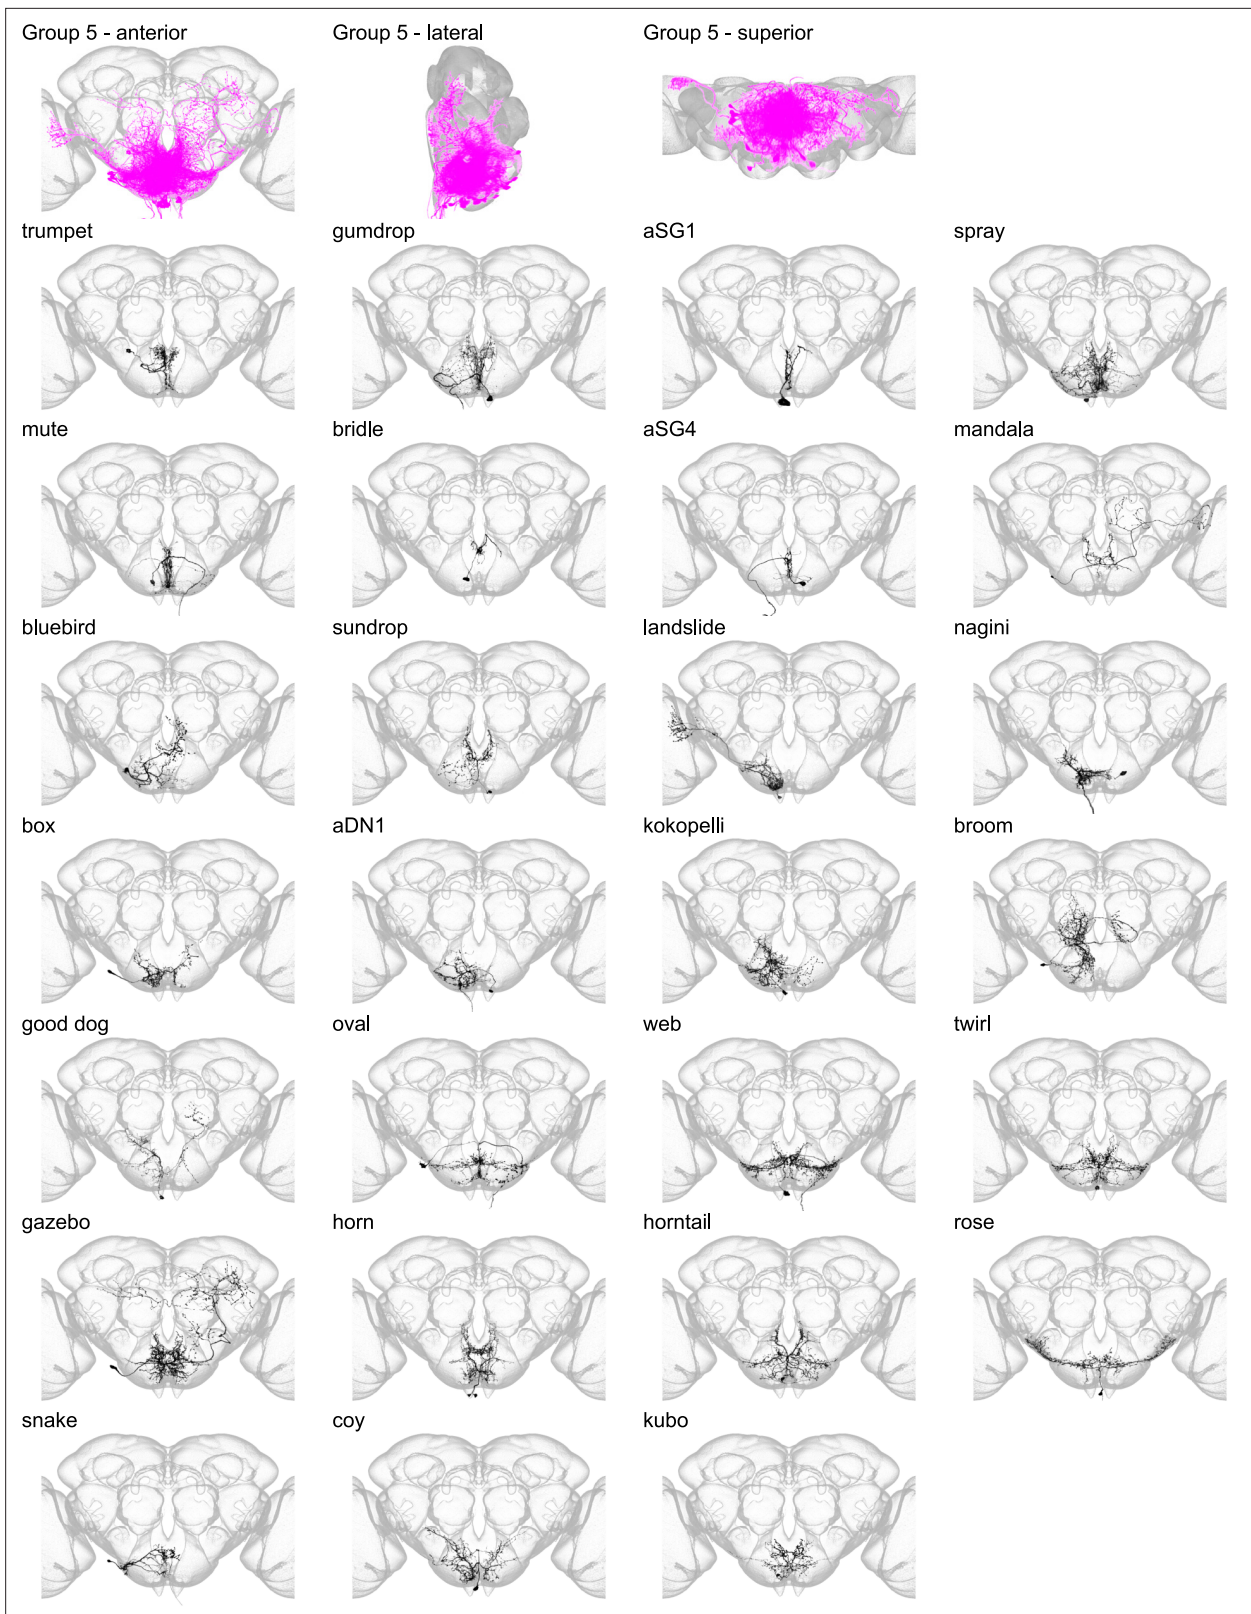 Group 5 - anterior
Group 5 - lateral
Group 5 - superior
trumpet
gumdrop
aSG1
spray
mute
bridle
aSG4
mandala
bluebird
sundrop
landslide
nagini
box
aDN1
kokopelli
broom
good dog
oval
web
twirl
gazebo
horn
horntail
rose
snake
coy
kubo